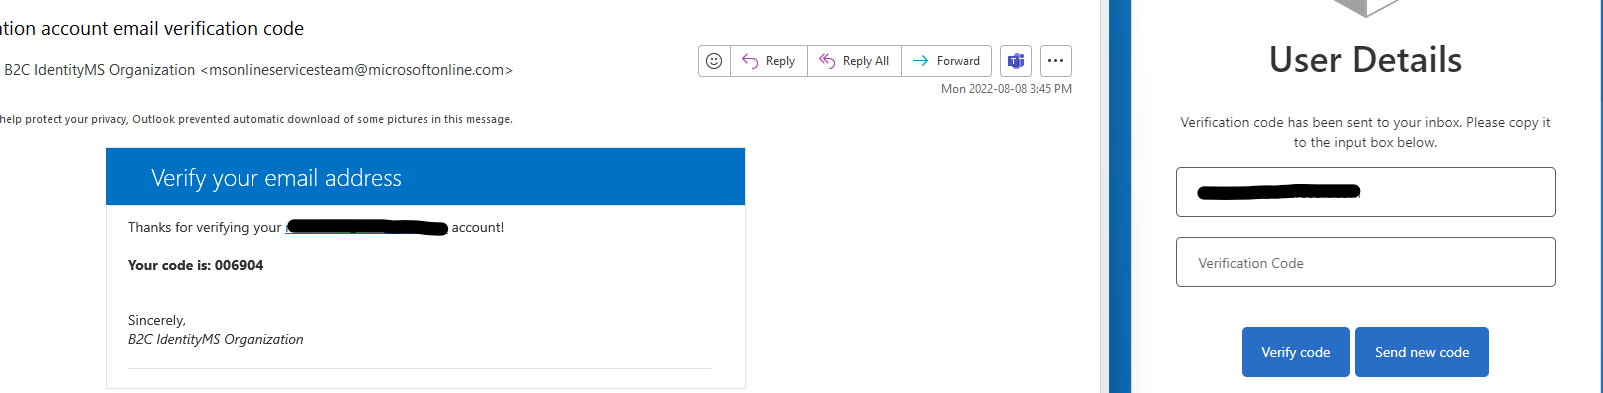 tion account email verification code
B2C IdentityMS Organization <msonlineservicesteam@microsoftonline.com>
Reply
Reply All
Forward
Mon 2022-08-08 3:45 PM
help protect your privacy, Outlook prevented automatic download of some pictures in this message.
Verify your email address
Thanks for verifying your account!
Your code is: 006904
Sincerely,
B2C IdentityMS Organization
User Details
Verification code has been sent to your inbox. Please copy it
to the input box below.
Verification Code
Verify code
Send new code